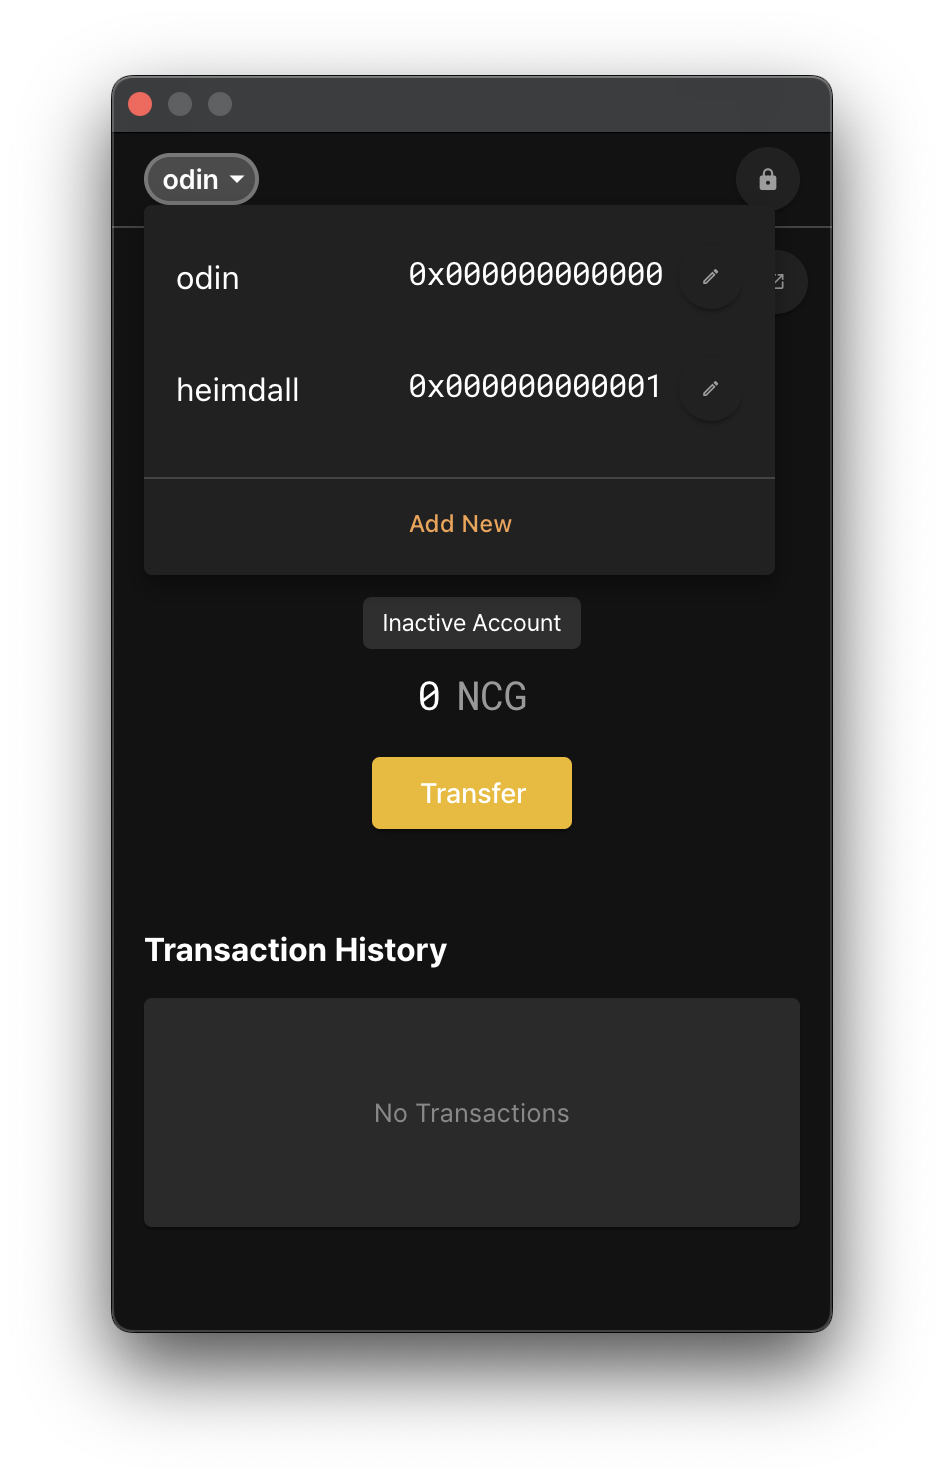 odin
odin 0x000000000000
heimdall 0x000000000001
Add New
Inactive Account
0 NCG
Transfer
Transaction History
No Transactions